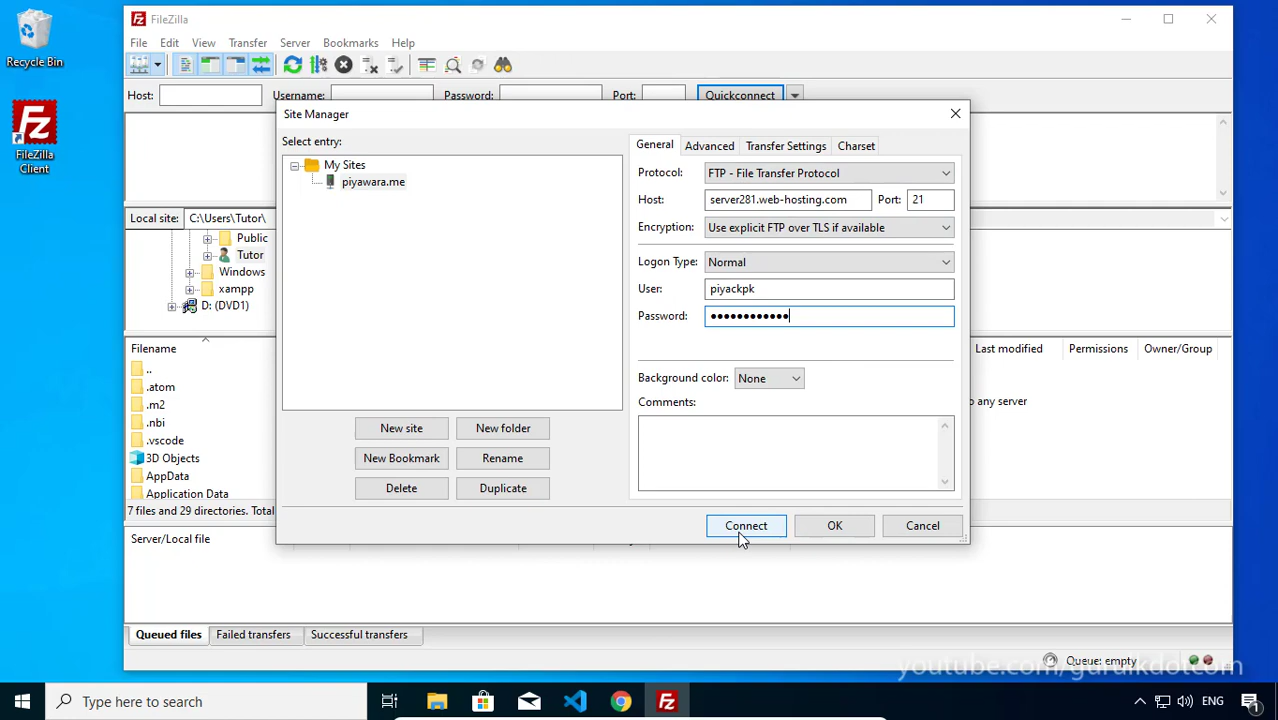 Recycle Bin
FileZilla
Client
FileZilla
File Edit View Transfer Server Bookmarks Help
Host: Username: Password: Port: Quickconnect
Site Manager
Select entry:
My Sites
piyawara.me
New site New folder
New Bookmark Rename
Delete Duplicate
General Advanced Transfer Settings Charset
Protocol: FTP - File Transfer Protocol
Host: server281.web-hosting.com Port: 21
Encryption: Use explicit FTP over TLS if available
Logon Type: Normal
User: piyackpk
Password: ••••••••••••
Background color: None
Comments:
Connect OK Cancel
Local site: C:\Users\Tutor\
Public
Tutor
Windows
xampp
D: (DVD1)
Filename
..
.atom
.m2
.nbi
.vscode
3D Objects
AppData
Application Data
7 files and 29 directories. Total
Last modified Permissions Owner/Group
any server
Server/Local file
Queued files Failed transfers Successful transfers
Queue: empty
youtube.com/guruikdotcom
Type here to search
ENG
1